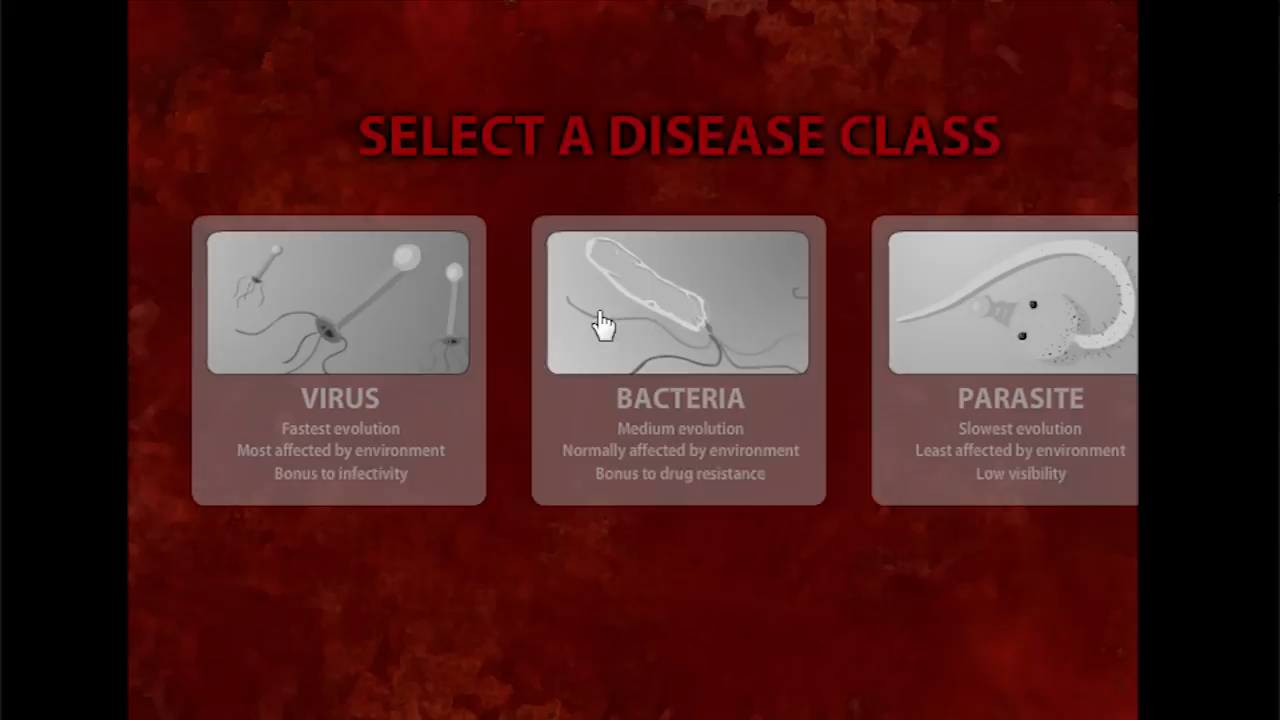 SELECT A DISEASE CLASS
VIRUS
Fastest evolution
Most affected by environment
Bonus to infectivity
BACTERIA
Medium evolution
Normally affected by environment
Bonus to drug resistance
PARASITE
Slowest evolution
Least affected by environment
Low visibility